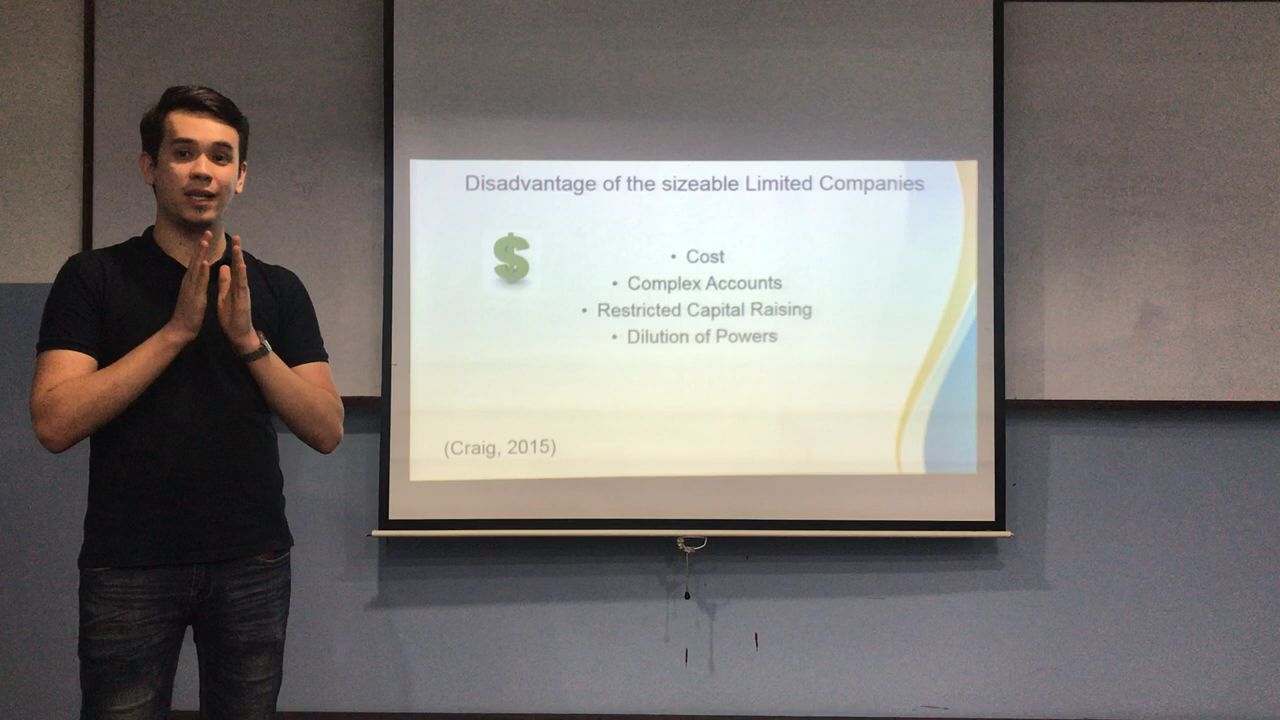 Disadvantage of the sizeable Limited Companies
$
• Cost
• Complex Accounts
• Restricted Capital Raising
• Dilution of Powers
(Craig, 2015)